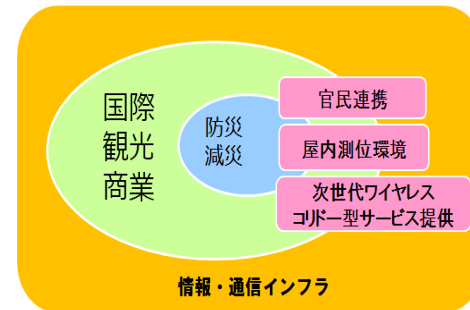 国際
観光
商業
防災
減災
官民連携
屋内測位環境
次世代ワイヤレス
コリドー型サービス提供
情報・通信インフラ